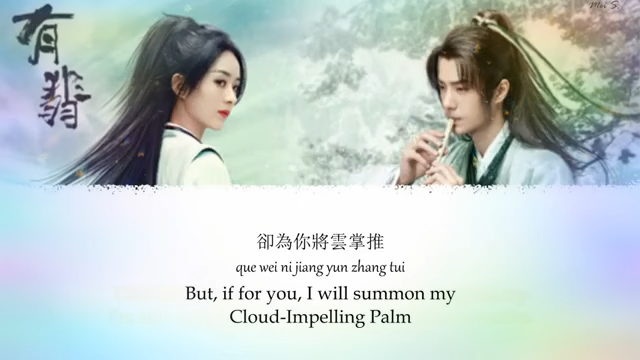 有翡
Mei S.
卻為你將雲掌推
que wei ni jiang yun zhang tui
But, if for you, I will summon my
Cloud-Impelling Palm